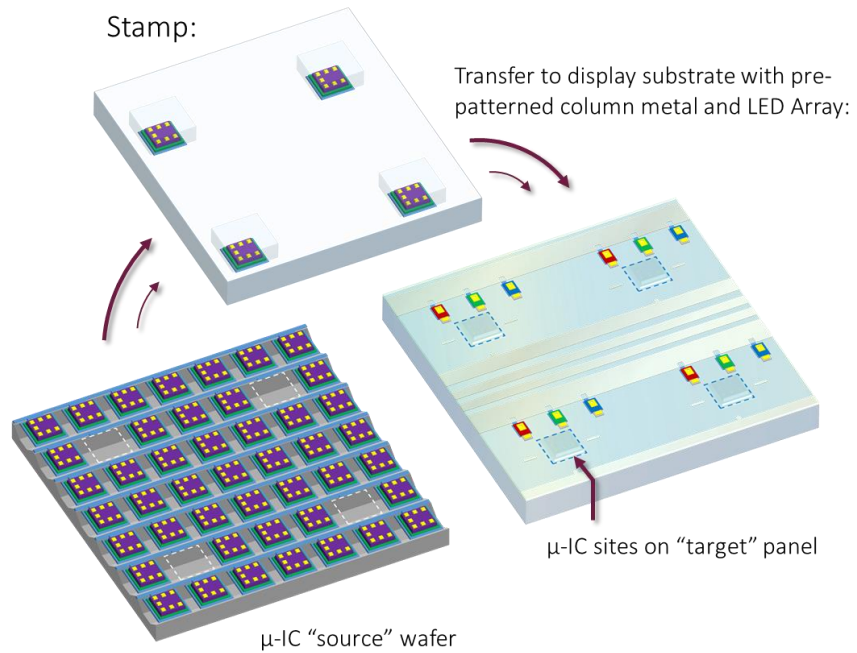 Stamp:
Transfer to display substrate with pre-
patterned column metal and LED Array:
μ-IC sites on “target” panel
μ-IC “source” wafer